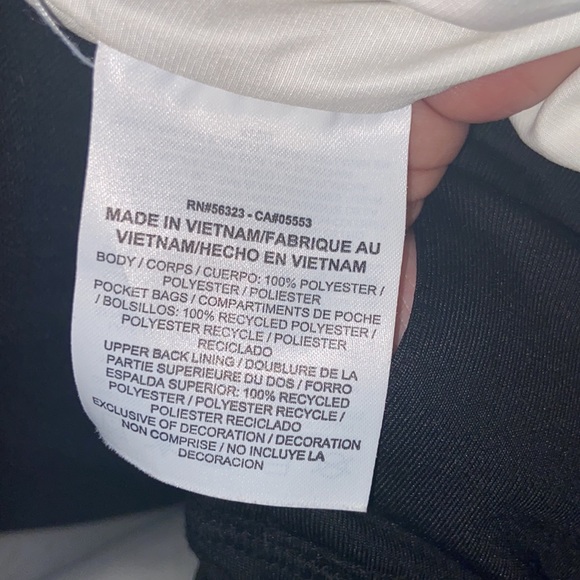 RN#56323 - CA#05553
MADE IN VIETNAM/FABRIQUE AU
VIETNAM/HECHO EN VIETNAM
BODY / CORPS / CUERPO: 100% POLYESTER /
POLYESTER / POLIESTER
POCKET BAGS / COMPARTIMENTS DE POCHE
/ BOLSILLOS: 100% RECYCLED POLYESTER /
POLYESTER RECYCLE / POLIESTER
RECICLADO
UPPER BACK LINING / DOUBLURE DE LA
PARTIE SUPERIEURE DU DOS / FORRO
ESPALDA SUPERIOR: 100% RECYCLED
POLYESTER / POLYESTER RECYCLE /
POLIESTER RECICLADO
EXCLUSIVE OF DECORATION / DECORATION
NON COMPRISE / NO INCLUYE LA
DECORACION